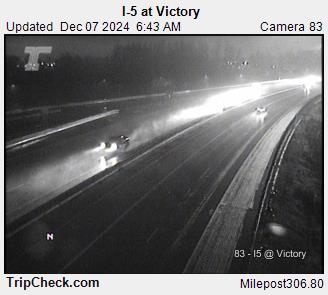 I-5 at Victory
Updated Dec 07 2024 6:43 AM Camera 83
T
N
83 - I5 @ Victory
TripCheck.com Milepost306.80